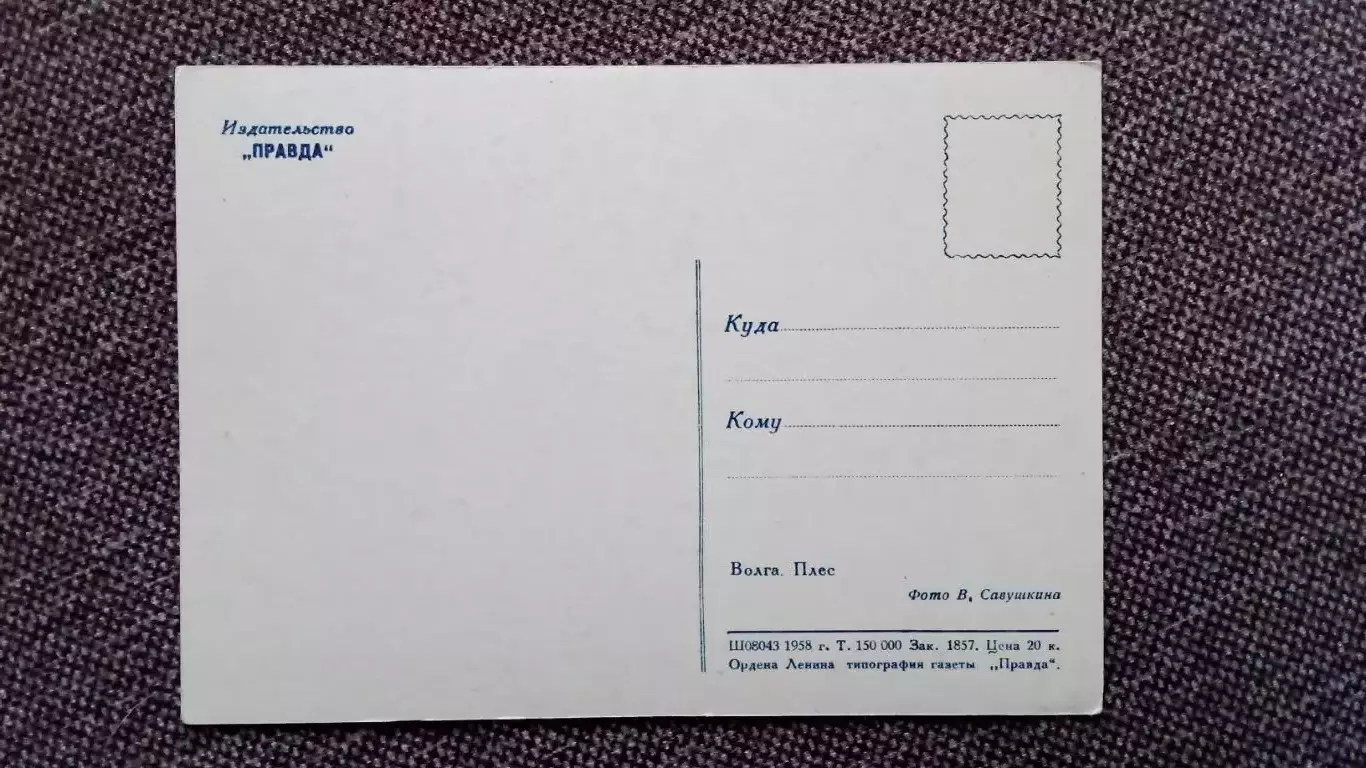 Издательство
„ПРАВДА“
Куда
Кому
Волга. Плес
Фото В. Савушкина
Ш08043 1958 г. Т. 150 000 Зак. 1857. Цена 20 к.
Ордена Ленина типография газеты „Правда“.